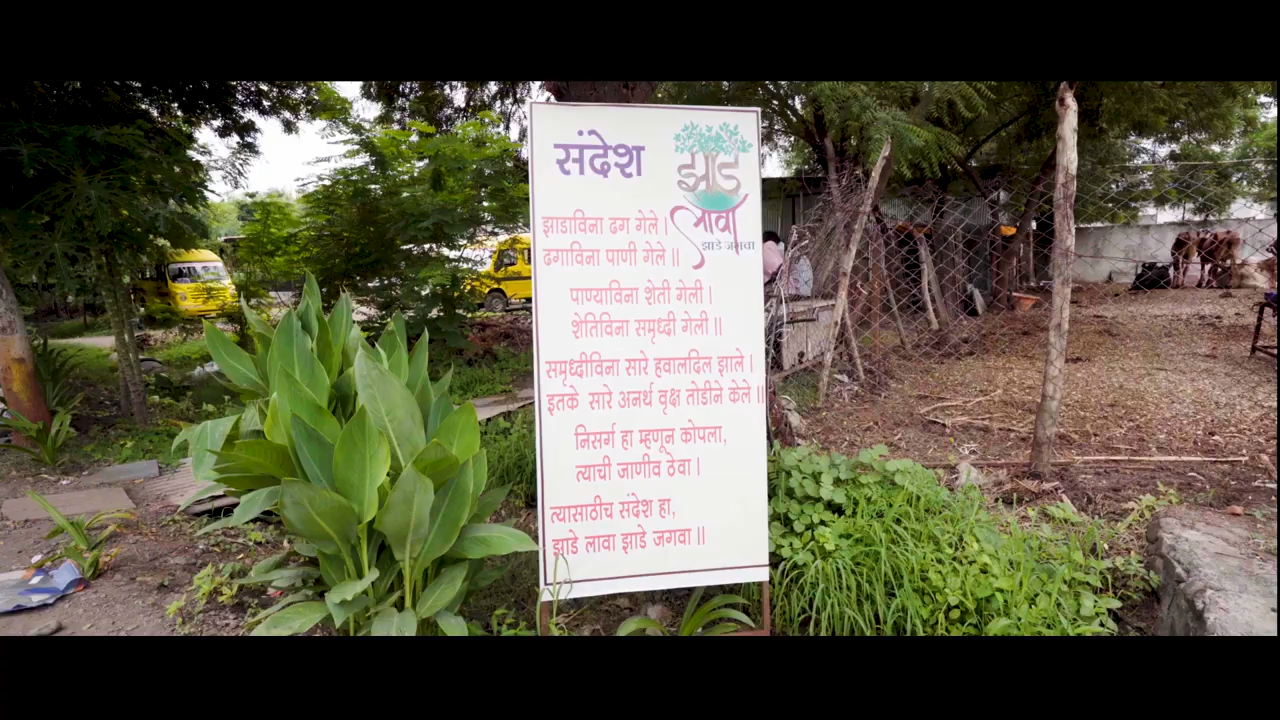 संदेश
झाड
लावा
झाडे जगवा
झाडाविना ढग गेले ।
ढगाविना पाणी गेले ॥
पाण्याविना शेती गेली ।
शेतिविना समृध्दी गेली ॥
समृध्दीविना सारे हवालदिल झाले ।
इतके सारे अनर्थ वृक्ष तोडीने केले ॥
निसर्ग हा म्हणून कोपला,
त्याची जाणीव ठेवा ।
त्यासाठीच संदेश हा,
झाडे लावा झाडे जगवा ॥